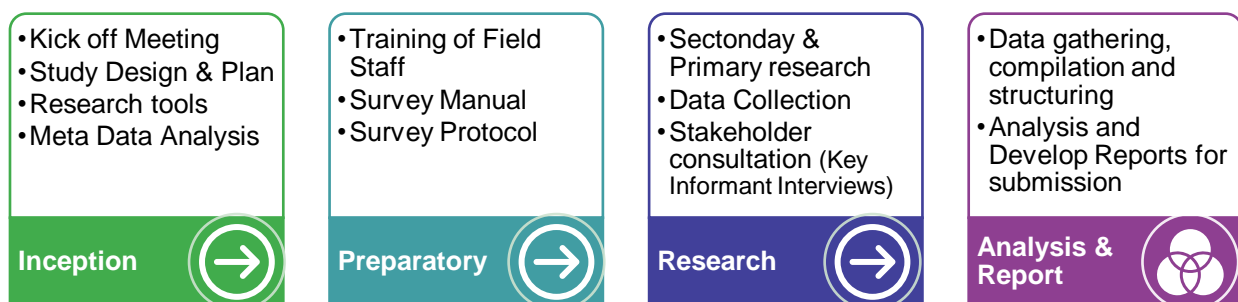 •Kick off Meeting
•Study Design & Plan
•Research tools
•Meta Data Analysis
Inception
•Training of Field
Staff
•Survey Manual
•Survey Protocol
Preparatory
•Sectonday &
Primary research
•Data Collection
•Stakeholder
consultation (Key
Informant Interviews)
Research
•Data gathering,
compilation and
structuring
•Analysis and
Develop Reports for
submission
Analysis &
Report